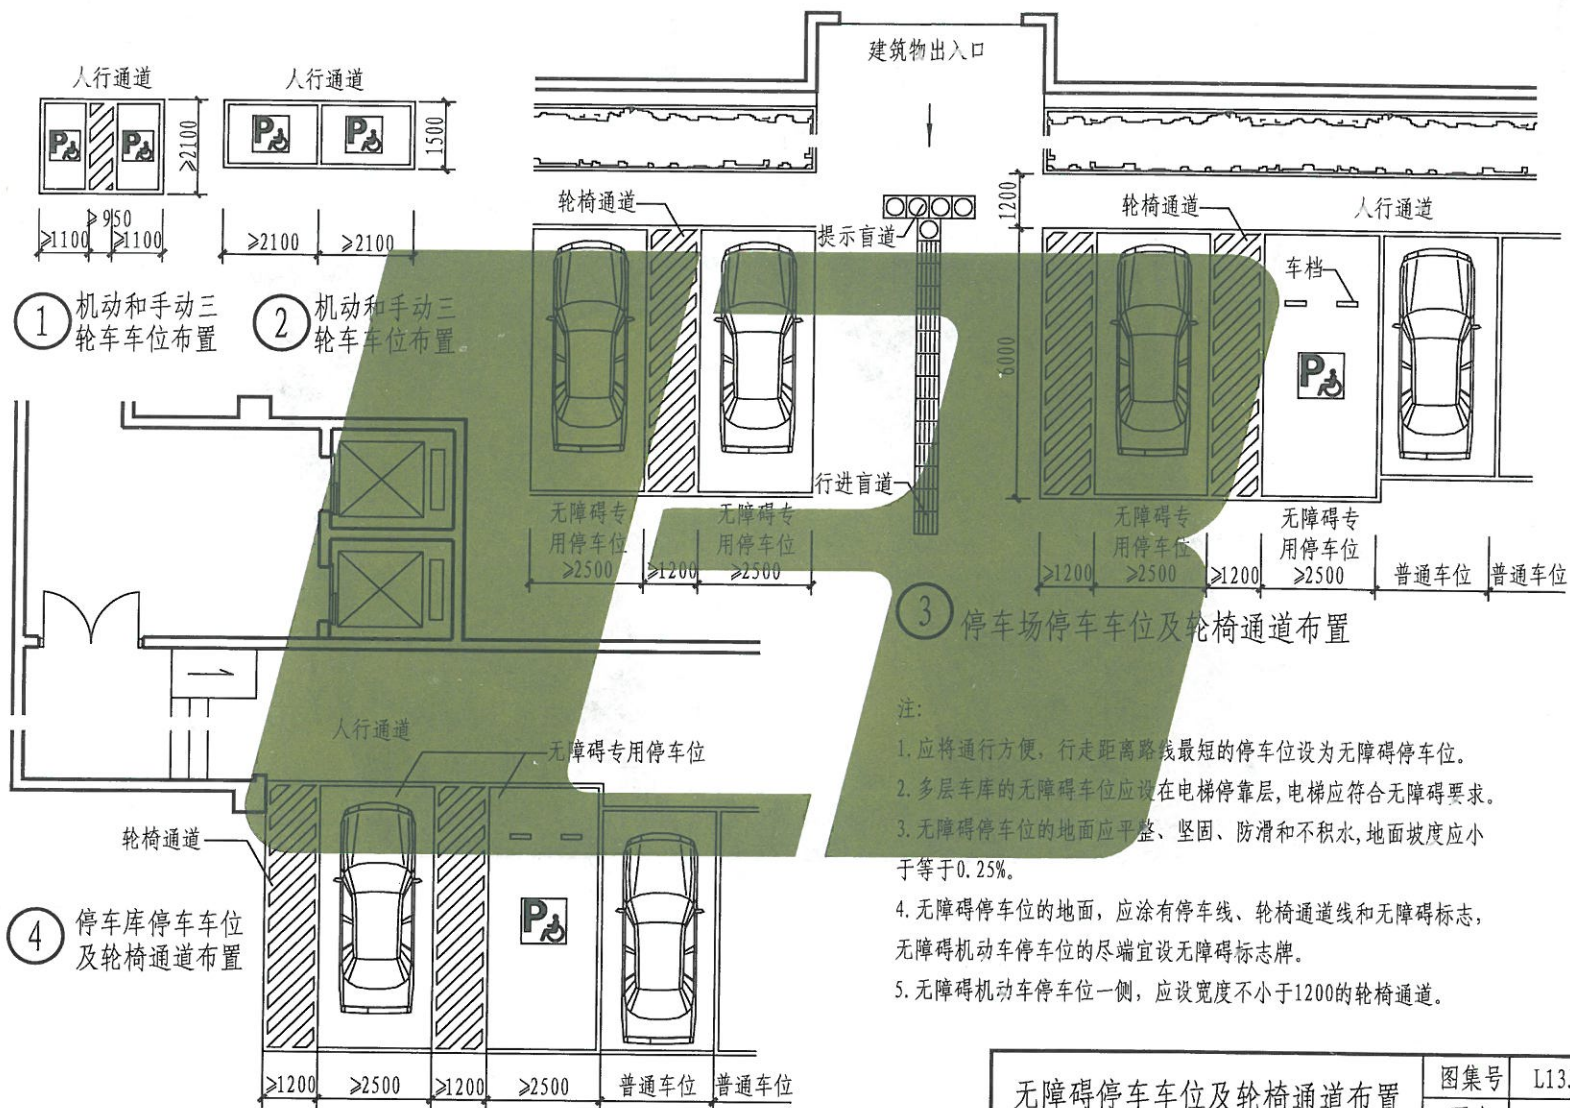 人行通道
P
P
≥2100
≥950
≥1100
≥1100
1
机动和手动三
轮车车位布置
人行通道
P
P
1500
≥2100
≥2100
2
机动和手动三
轮车车位布置
建筑物出入口
轮椅通道
提示盲道
行进盲道
1200
轮椅通道
人行通道
车档
6000
P
无障碍专
用停车位
≥2500
≥1200
无障碍专
用停车位
≥2500
≥1200
无障碍专
用停车位
≥2500
≥1200
无障碍专
用停车位
≥2500
普通车位
普通车位
3
停车场停车车位及轮椅通道布置
人行通道
无障碍专用停车位
轮椅通道
P
4
停车库停车车位
及轮椅通道布置
≥1200
≥2500
≥1200
≥2500
普通车位
普通车位
注:
1. 应将通行方便，行走距离路线最短的停车位设为无障碍停车位。
2. 多层车库的无障碍车位应设在电梯停靠层,电梯应符合无障碍要求。
3. 无障碍停车位的地面应平整、坚固、防滑和不积水,地面坡度应小
于等于0.25%。
4. 无障碍停车位的地面，应涂有停车线、轮椅通道线和无障碍标志，
无障碍机动车停车位的尽端宜设无障碍标志牌。
5. 无障碍机动车停车位一侧，应设宽度不小于1200的轮椅通道。
无障碍停车车位及轮椅通道布置
图集号
L13